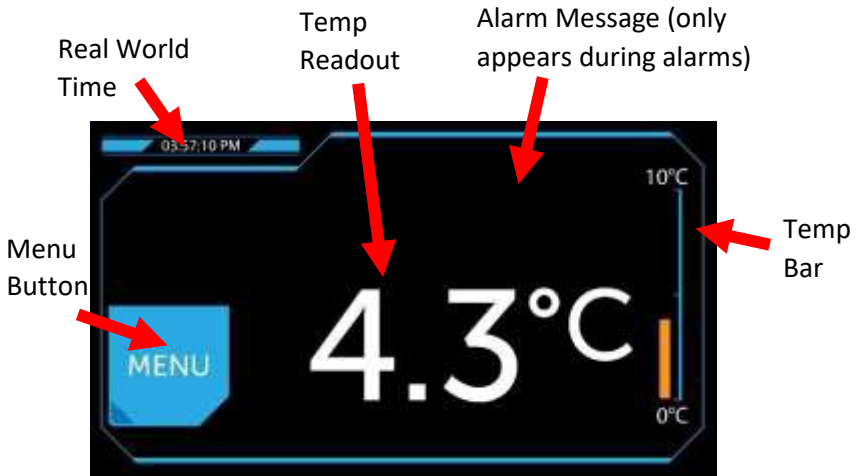 Real World
Time
Temp
Readout
Alarm Message (only
appears during alarms)
03:57:10 PM
10°C
Menu
Button
Temp
Bar
MENU
4.3°C
0°C